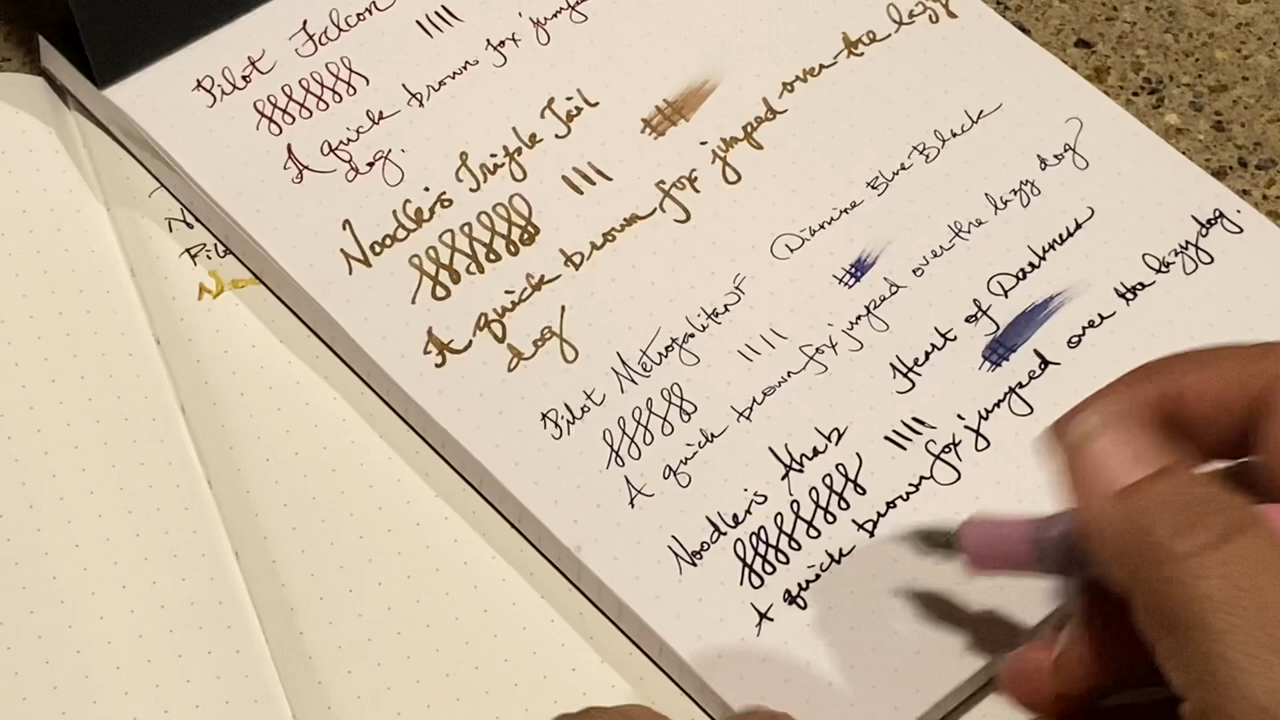 Pilot Falcon
A quick brown fox jumped
dog.
Noodler's Triple Tail
A quick brown fox jumped over the lazy
dog
Pilot Metropolitan F Diamine Blue Black
A quick brown fox jumped over the lazy dog
Noodler's Ahab Heart of Darkness
A quick brown fox jumped over the lazy dog.